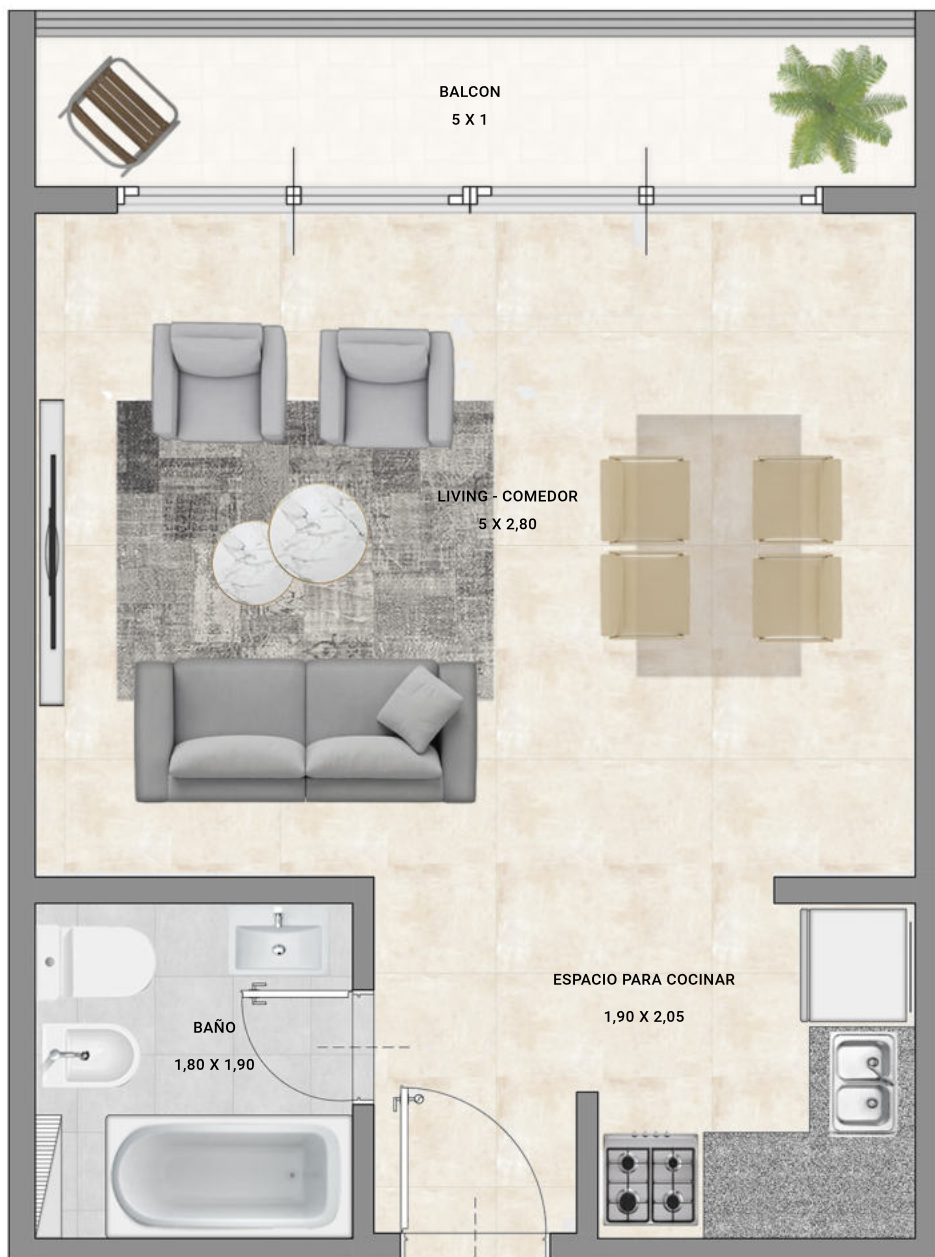 BALCON
5 X 1
LIVING - COMEDOR
5 X 2,80
ESPACIO PARA COCINAR
1,90 X 2,05
BAÑO
1,80 X 1,90